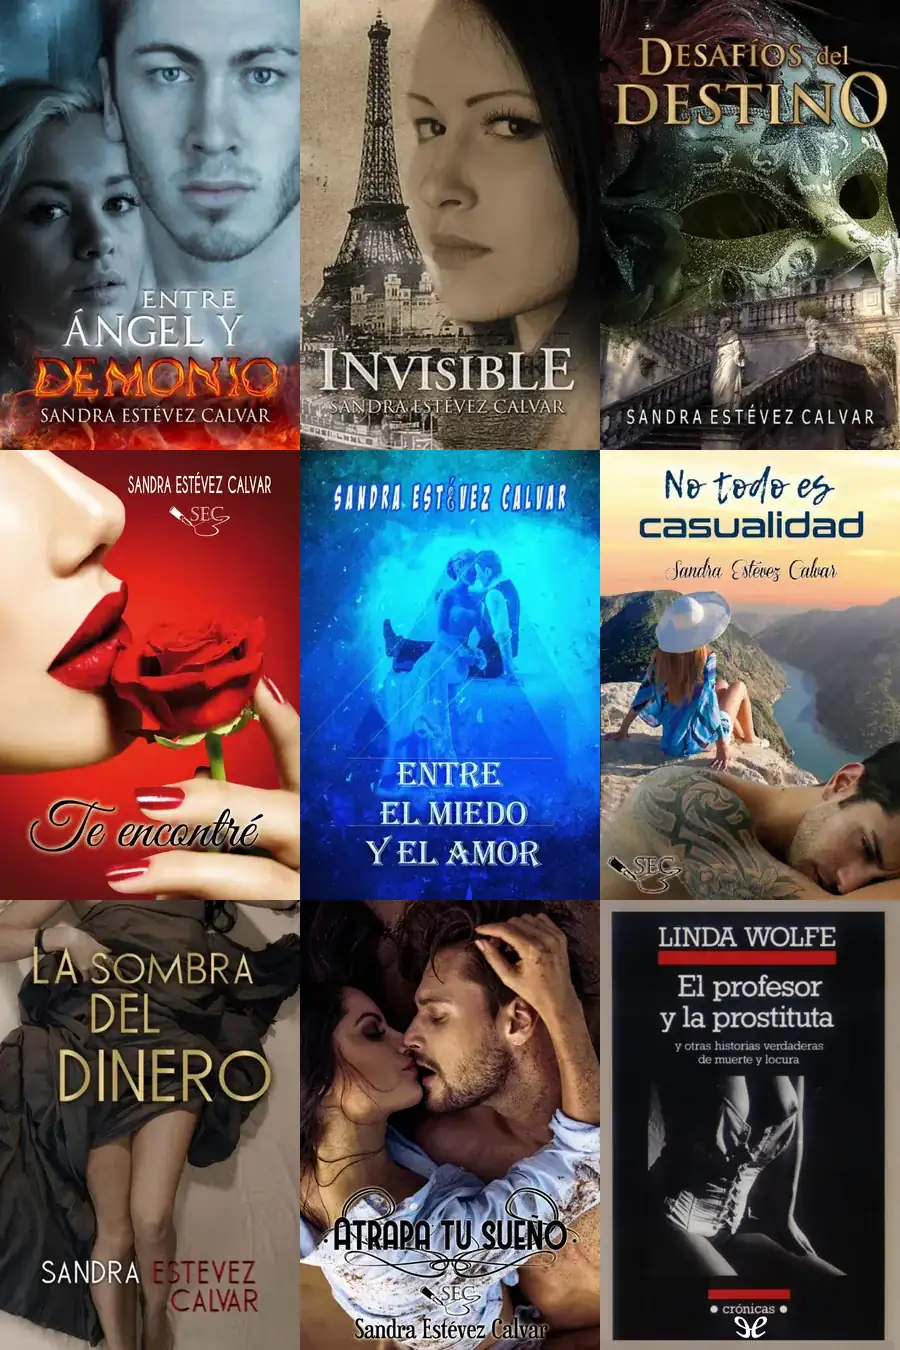 ENTRE
ÁNGEL Y
DEMONIO
SANDRA ESTÉVEZ CALVAR
INVISIBLE
SANDRA ESTÉVEZ CALVAR
DESAFÍOS del
DESTINO
SANDRA ESTÉVEZ CALVAR
SANDRA ESTÉVEZ CALVAR
SEC
Te encontré
SANDRA ESTÉVEZ CALVAR
ENTRE
EL MIEDO
Y EL AMOR
No todo es
casualidad
Sandra Estévez Calvar
SEC
LA SOMBRA
DEL
DINERO
SANDRA ESTEVEZ
CALVAR
ATRAPA TU SUEÑO
SEC
Sandra Estévez Calvar
LINDA WOLFE
El profesor
y la prostituta
y otras historias verdaderas
de muerte y locura
crónicas